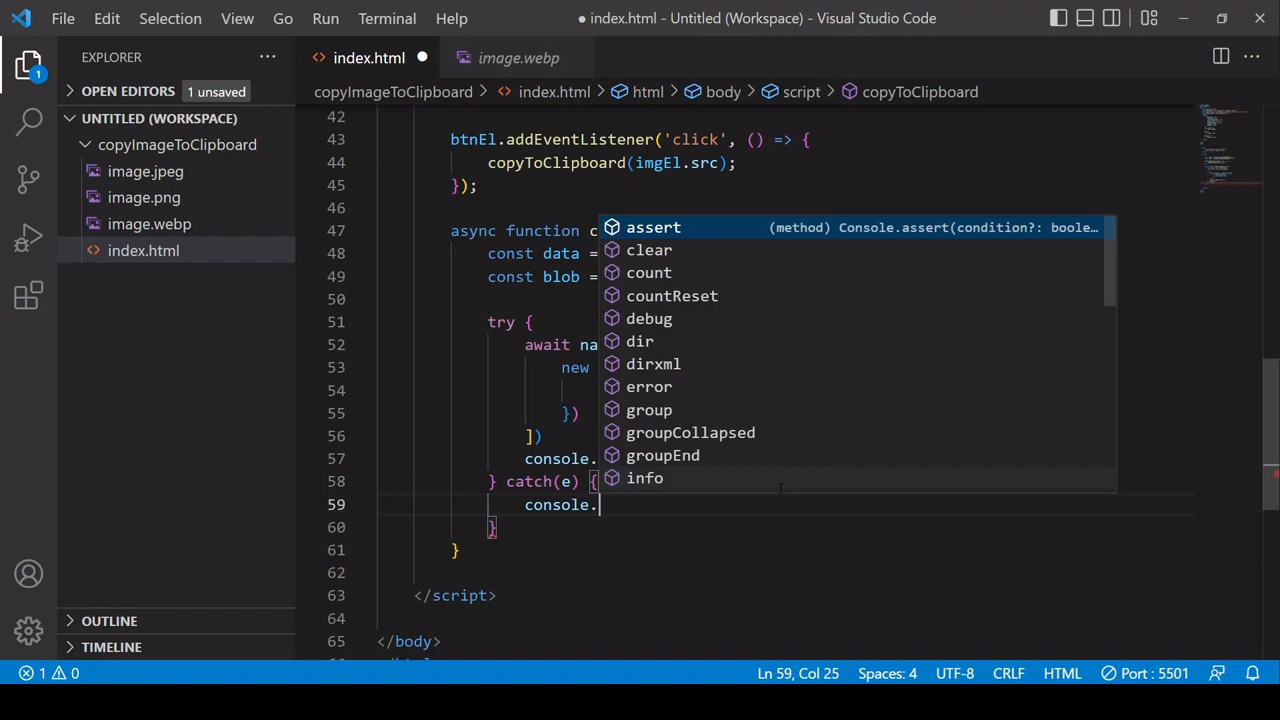 File Edit Selection View Go Run Terminal Help ● index.html - Untitled (Workspace) - Visual Studio Code
EXPLORER ···
OPEN EDITORS 1 unsaved
UNTITLED (WORKSPACE)
copyImageToClipboard
image.jpeg
image.png
image.webp
<> index.html
OUTLINE
TIMELINE
1
<> index.html ● image.webp
copyImageToClipboard > <> index.html > html > body > script > copyToClipboard
42
43 btnEl.addEventListener('click', () => {
44 copyToClipboard(imgEl.src);
45 });
46
47 async function c
48 const data =
49 const blob =
50
51 try {
52 await na
53 new
54
55 })
56 ])
57 console.
58 } catch(e) {
59 console.
60 }
61 }
62
63 </script>
64
65 </body>
assert (method) Console.assert(condition?: boole…
clear
count
countReset
debug
dir
dirxml
error
group
groupCollapsed
groupEnd
info
1 0 Ln 59, Col 25 Spaces: 4 UTF-8 CRLF HTML Port : 5501